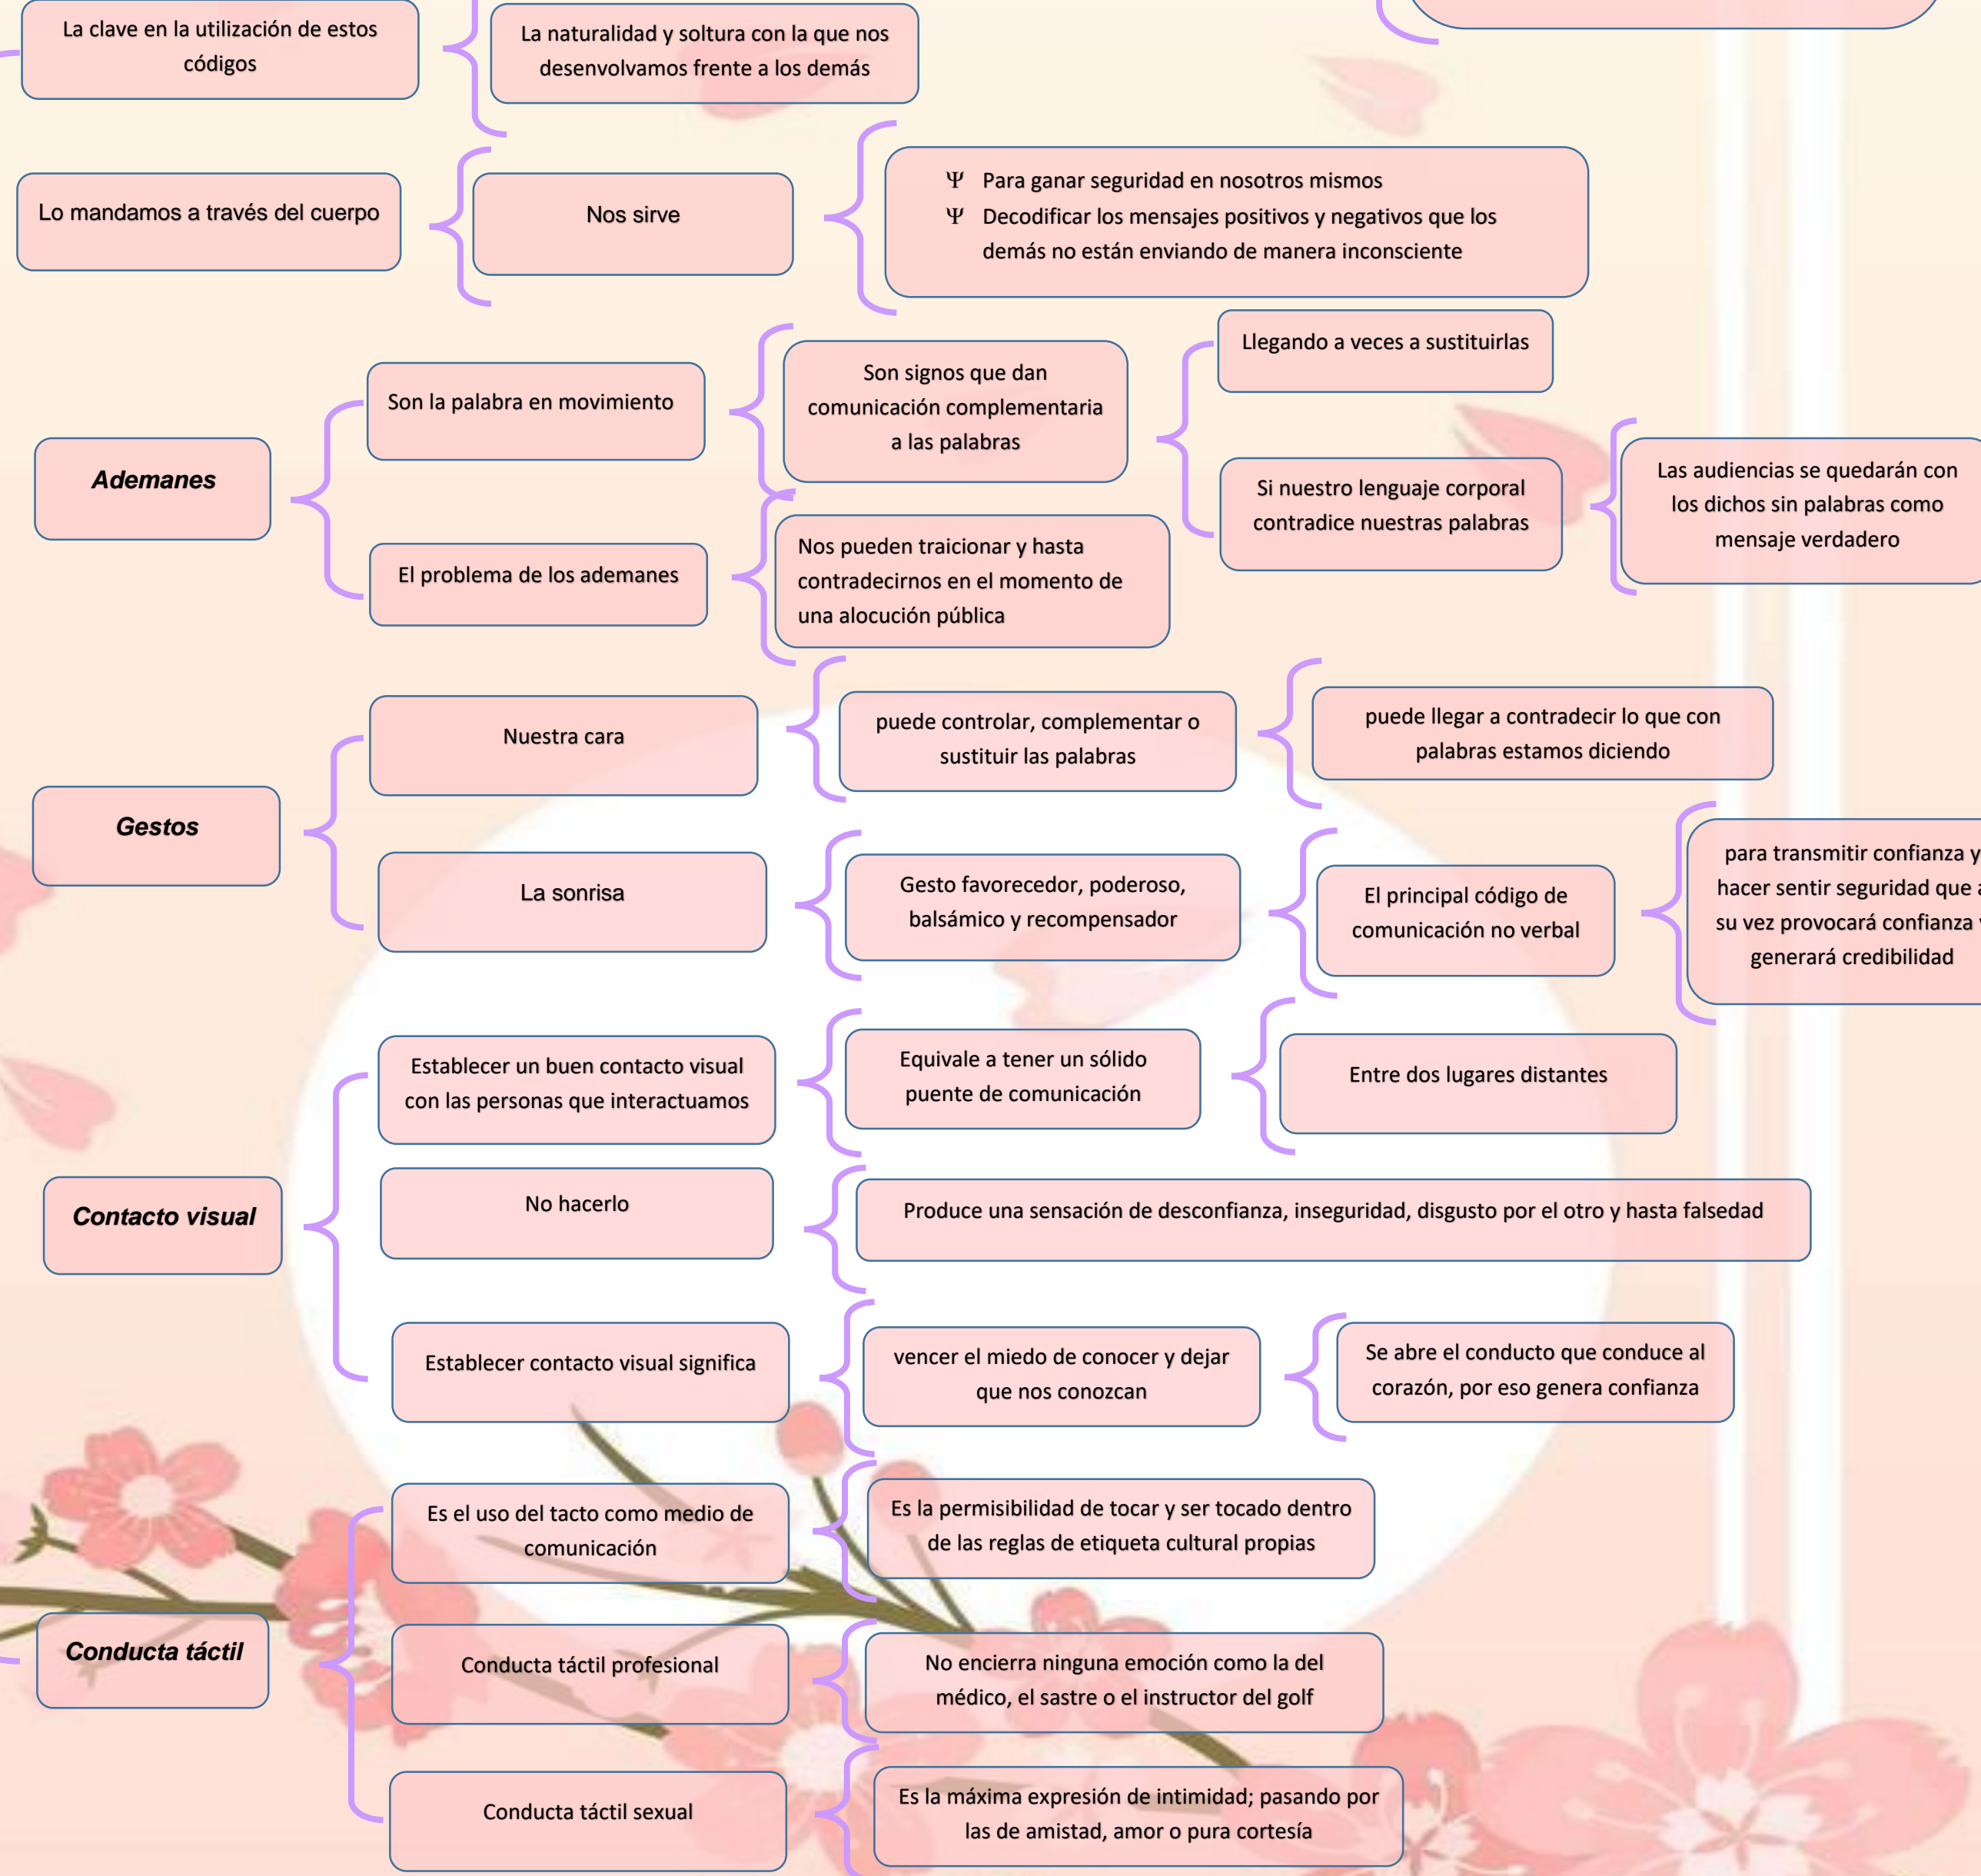 La clave en la utilización de estos
códigos
La naturalidad y soltura con la que nos
desenvolvamos frente a los demás
Lo mandamos a través del cuerpo
Nos sirve
Ψ Para ganar seguridad en nosotros mismos
Ψ Decodificar los mensajes positivos y negativos que los
demás no están enviando de manera inconsciente
Ademanes
Son la palabra en movimiento
Son signos que dan
comunicación complementaria
a las palabras
Llegando a veces a sustituirlas
Si nuestro lenguaje corporal
contradice nuestras palabras
Las audiencias se quedarán con
los dichos sin palabras como
mensaje verdadero
El problema de los ademanes
Nos pueden traicionar y hasta
contradecirnos en el momento de
una alocución pública
Gestos
Nuestra cara
puede controlar, complementar o
sustituir las palabras
puede llegar a contradecir lo que con
palabras estamos diciendo
La sonrisa
Gesto favorecedor, poderoso,
balsámico y recompensador
El principal código de
comunicación no verbal
para transmitir confianza y
hacer sentir seguridad que a
su vez provocará confianza y
generará credibilidad
Contacto visual
Establecer un buen contacto visual
con las personas que interactuamos
Equivale a tener un sólido
puente de comunicación
Entre dos lugares distantes
No hacerlo
Produce una sensación de desconfianza, inseguridad, disgusto por el otro y hasta falsedad
Establecer contacto visual significa
vencer el miedo de conocer y dejar
que nos conozcan
Se abre el conducto que conduce al
corazón, por eso genera confianza
Conducta táctil
Es el uso del tacto como medio de
comunicación
Es la permisibilidad de tocar y ser tocado dentro
de las reglas de etiqueta cultural propias
Conducta táctil profesional
No encierra ninguna emoción como la del
médico, el sastre o el instructor del golf
Conducta táctil sexual
Es la máxima expresión de intimidad; pasando por
las de amistad, amor o pura cortesía